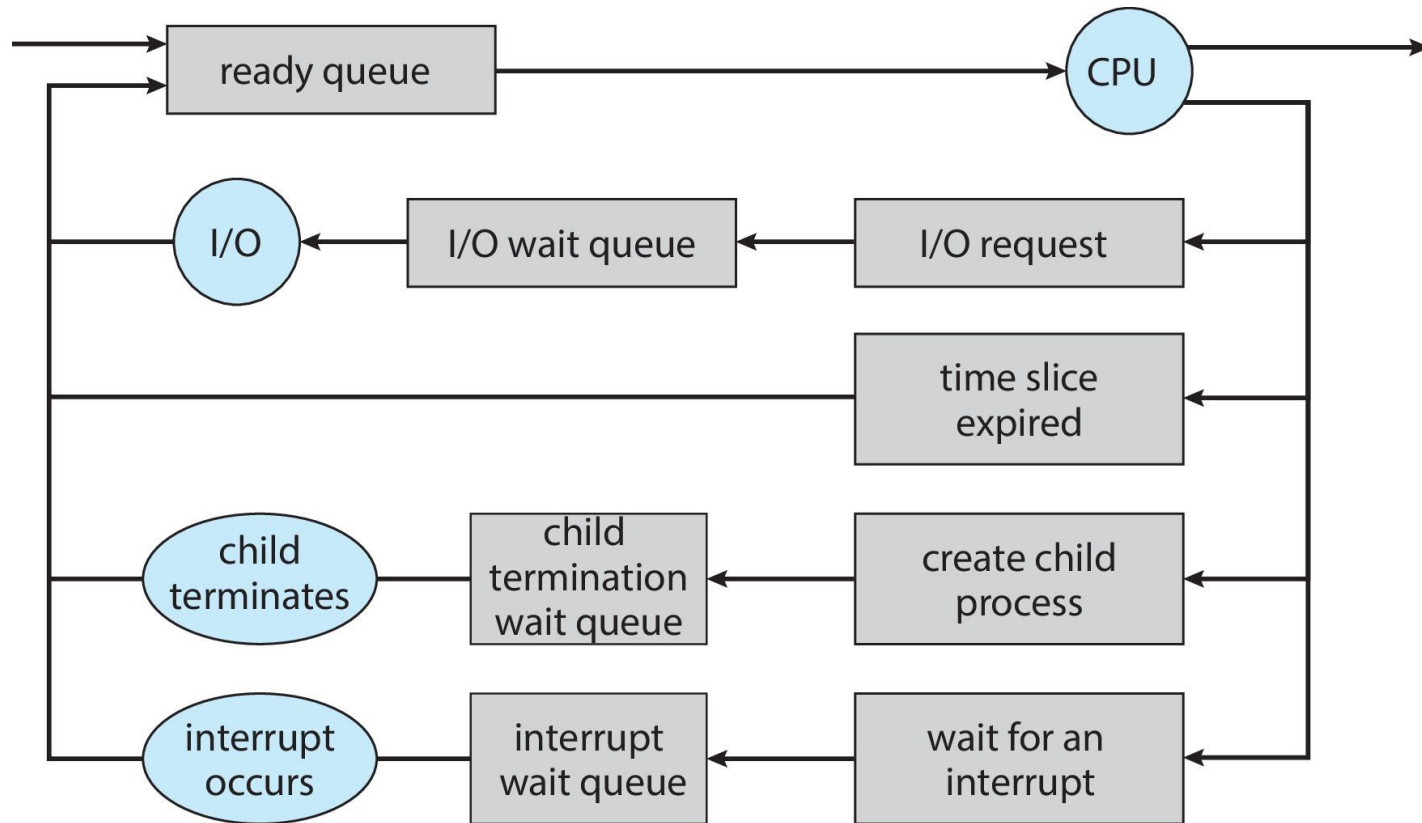 ready queue
CPU
I/O
I/O wait queue
I/O request
time slice
expired
child
terminates
child
termination
wait queue
create child
process
interrupt
occurs
interrupt
wait queue
wait for an
interrupt